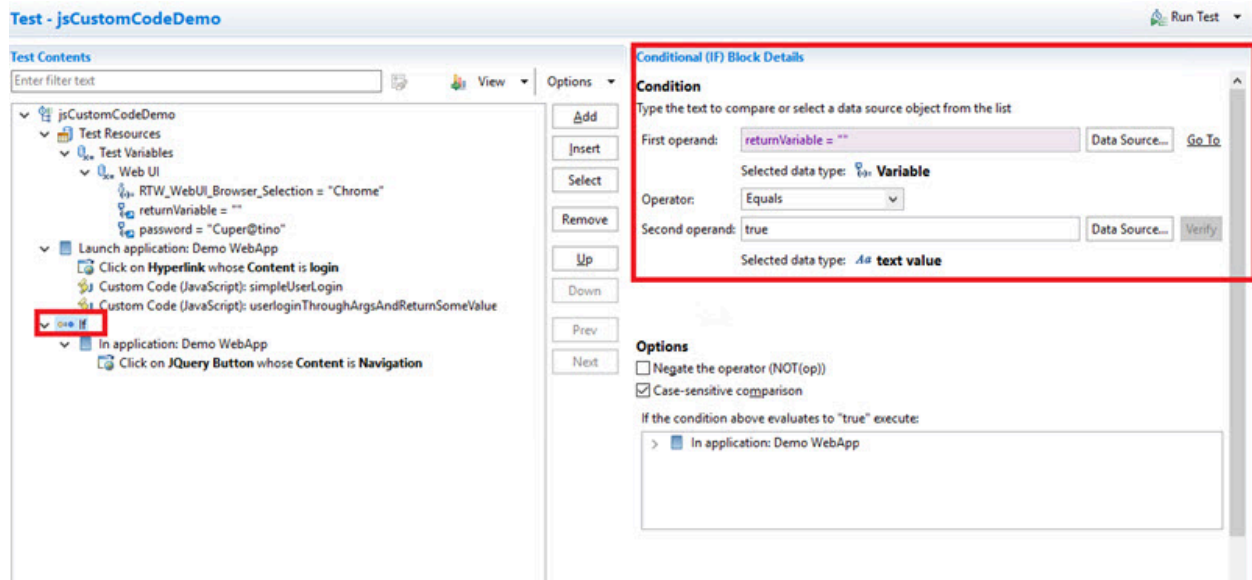 Test - jsCustomCodeDemo
Run Test
Test Contents
Enter filter text
View
Options
jsCustomCodeDemo
Test Resources
Test Variables
Web UI
RTW_WebUI_Browser_Selection = "Chrome"
returnVariable = ""
password = "Cuper@tino"
Launch application: Demo WebApp
Click on Hyperlink whose Content is login
Custom Code (JavaScript): simpleUserLogin
Custom Code (JavaScript): userloginThroughArgsAndReturnSomeValue
If
In application: Demo WebApp
Click on JQuery Button whose Content is Navigation
Add
Insert
Select
Remove
Up
Down
Prev
Next
Conditional (IF) Block Details
Condition
Type the text to compare or select a data source object from the list
First operand: returnVariable = "" Data Source... Go To
Selected data type: Variable
Operator: Equals
Second operand: true Data Source... Verify
Selected data type: Aa text value
Options
Negate the operator (NOT(op))
Case-sensitive comparison
If the condition above evaluates to "true" execute:
In application: Demo WebApp